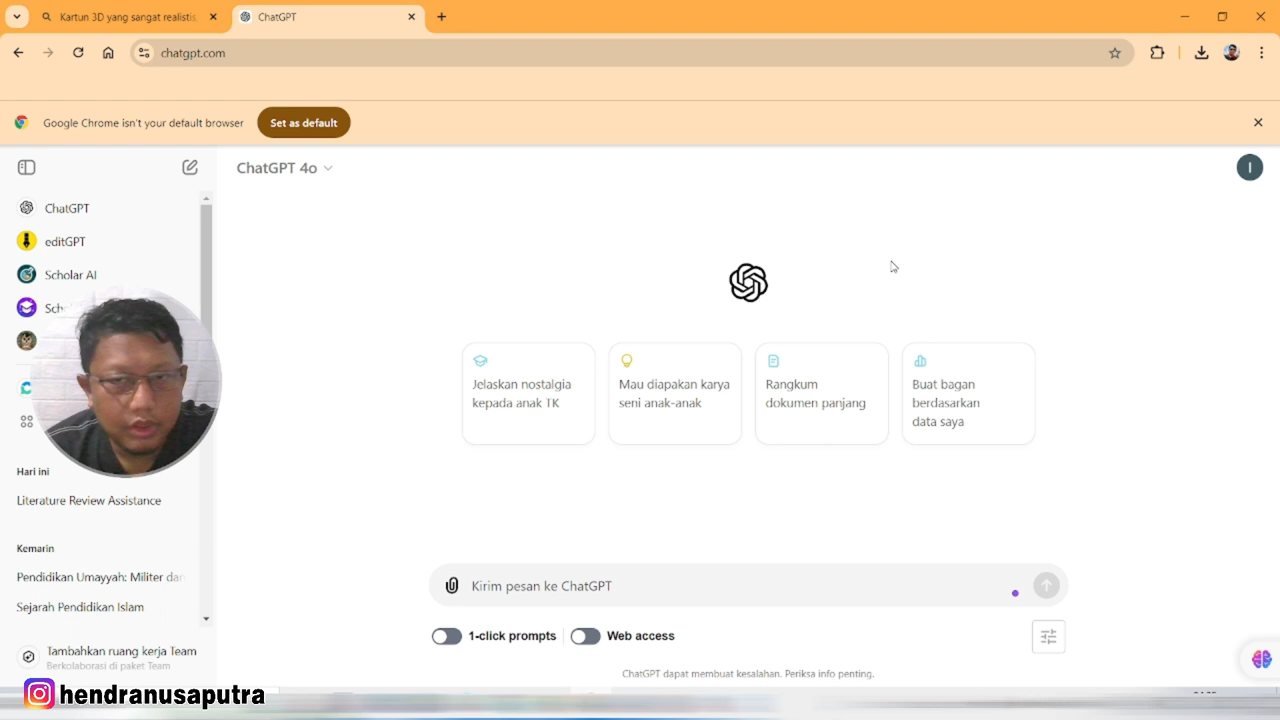 Kartun 3D yang sangat realistis
ChatGPT
chatgpt.com
Google Chrome isn't your default browser
Set as default
ChatGPT 4o
I
ChatGPT
editGPT
Scholar AI
Hari ini
Literature Review Assistance
Kemarin
Pendidikan Umayyah: Militer dan
Sejarah Pendidikan Islam
Tambahkan ruang kerja Team
Berkolaborasi di paket Team
Jelaskan nostalgia
kepada anak TK
Mau diapakan karya
seni anak-anak
Rangkum
dokumen panjang
Buat bagan
berdasarkan
data saya
Kirim pesan ke ChatGPT
1-click prompts
Web access
ChatGPT dapat membuat kesalahan. Periksa info penting.
hendranusaputra